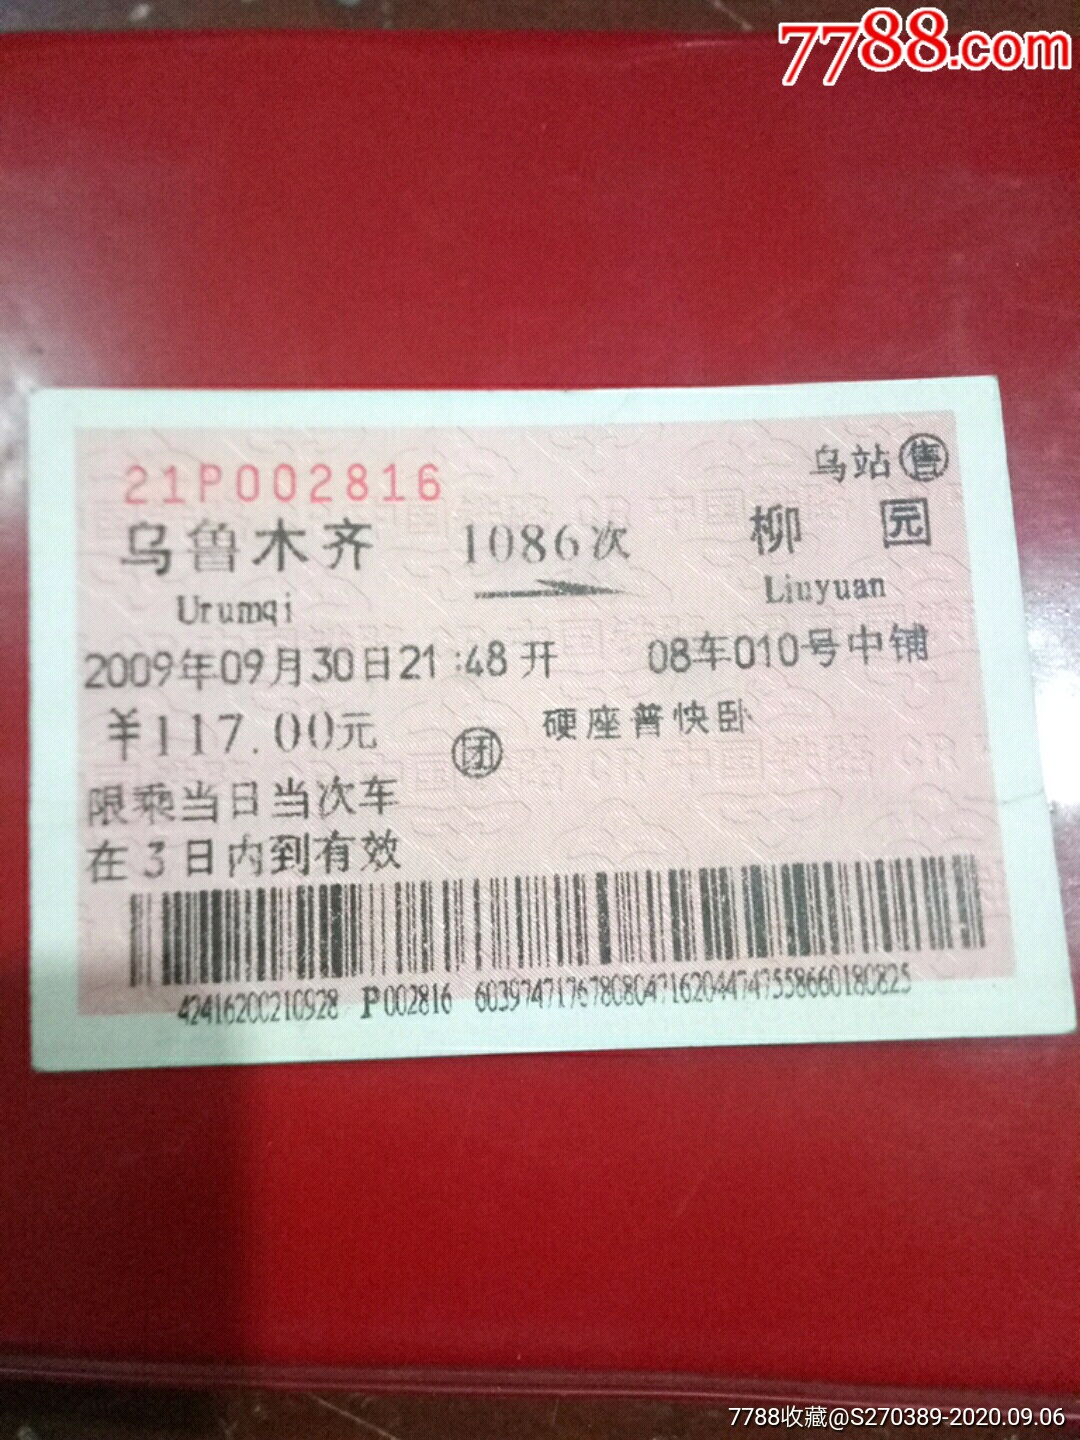 7788.com
21P002816
乌站 售
乌鲁木齐 1086次 柳园
Urumqi Liuyuan
2009年09月30日21:48开 08车010号中铺
¥117.00元 团 硬座普快卧
限乘当日当次车
在3日内到有效
42416200210928 P002816 6039747176780804716204474755866018 0825
7788收藏@S270389-2020.09.06